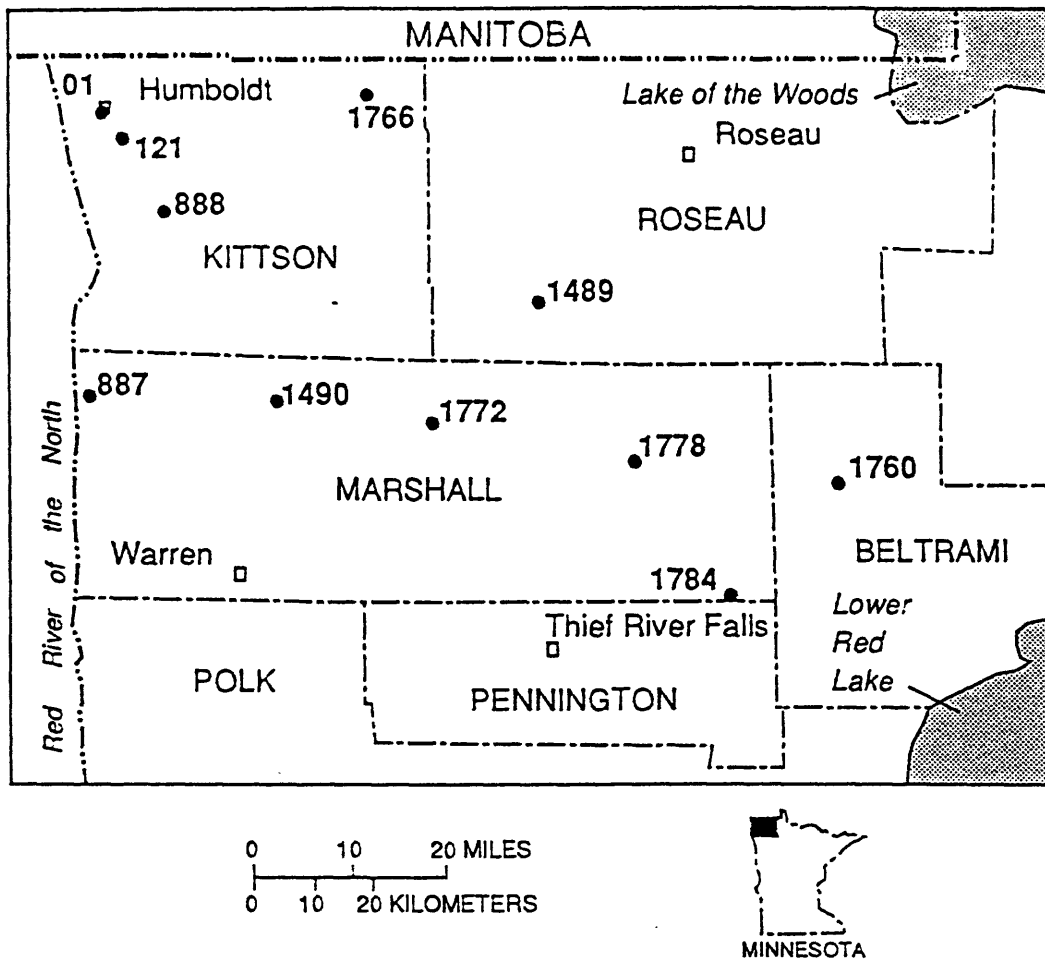 MANITOBA
01
Humboldt
1766
121
888
KITTSON
Lake of the Woods
Roseau
ROSEAU
1489
887
1490
1772
1778
1760
MARSHALL
Warren
1784
BELTRAMI
Thief River Falls
Lower
Red
Lake
POLK
PENNINGTON
Red River of the North
0 10 20 MILES
0 10 20 KILOMETERS
MINNESOTA